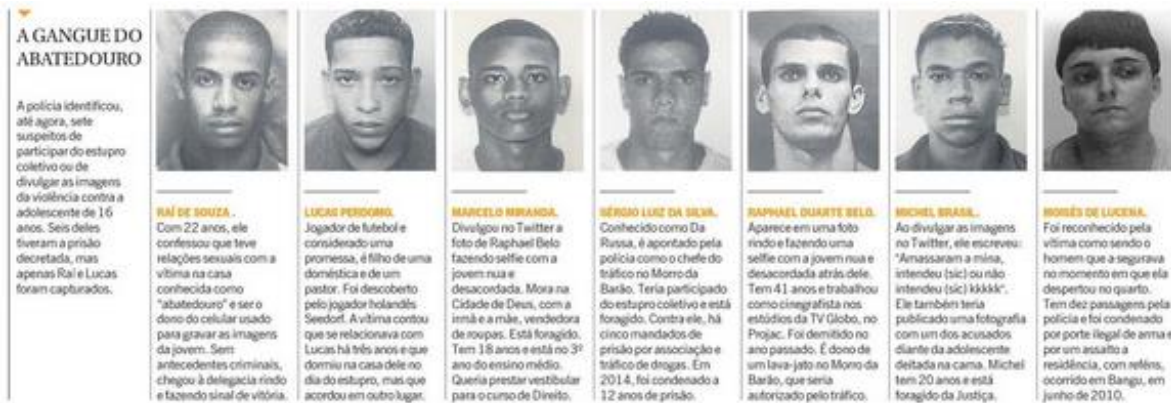 A GANGUE DO
ABATEDOURO
A polícia identificou,
até agora, sete
suspeitos de
participar do estupro
coletivo ou de
divulgar as imagens
da violência contra a
adolescente de 16
anos. Seis deles
tiveram a prisão
decretada, mas
apenas Raí e Lucas
foram capturados.
RAÍ DE SOUZA.
Com 22 anos, ele
confessou que teve
relações sexuais com a
vítima na casa
conhecida como
"abatedouro" e ser o
dono do celular usado
para gravar as imagens
da jovem. Sem
antecedentes criminais,
chegou à delegacia rindo
e fazendo sinal de vitória.
LUCAS PERDOMO.
Jogador de futebol e
considerado uma
promessa, é filho de uma
doméstica e de um
pastor. Foi descoberto
pelo jogador holandês
Seedorf. A vítima contou
que se relacionava com
Lucas há três anos e que
dormiu na casa dele no
dia do estupro, mas que
acordou em outro lugar.
MARCELO MIRANDA.
Divulgou no Twitter a
foto de Raphael Belo
fazendo selfie com a
jovem nua e
desacordada. Mora na
Cidade de Deus, com a
irmã e a mãe, vendedora
de roupas. Está foragido.
Tem 18 anos e está no 3º
ano do ensino médio.
Queria prestar vestibular
para o curso de Direito.
SÉRGIO LUIZ DA SILVA.
Conhecido como Da
Russa, é apontado pela
polícia como o chefe do
tráfico no Morro da
Barão. Teria participado
do estupro coletivo e está
foragido. Contra ele, há
cinco mandados de
prisão por associação e
tráfico de drogas. Em
2014, foi condenado a
12 anos de prisão.
RAPHAEL DUARTE BELO.
Aparece em uma foto
rindo e fazendo uma
selfie com a jovem nua e
desacordada atrás dele.
Tem 41 anos e trabalhou
como cinegrafista nos
estúdios da TV Globo, no
Projac. Foi demitido no
ano passado. É dono de
um lava-jato no Morro da
Barão, que seria
autorizado pelo tráfico.
MICHEL BRASIL.
Ao divulgar as imagens
no Twitter, ele escreveu:
"Amassaram a mina,
intendeu (sic) ou não
intendeu (sic) kkkkk".
Ele também teria
publicado uma fotografia
com um dos acusados
diante da adolescente
deitada na cama. Michel
tem 20 anos e está
foragido da Justiça.
MOISÉS DE LUCENA.
Foi reconhecido pela
vítima como sendo o
homem que a segurava
no momento em que ela
despertou no quarto.
Tem dez passagens pela
polícia e foi condenado
por porte ilegal de arma e
por um assalto a
residência, com reféns,
ocorrido em Bangu, em
junho de 2010.